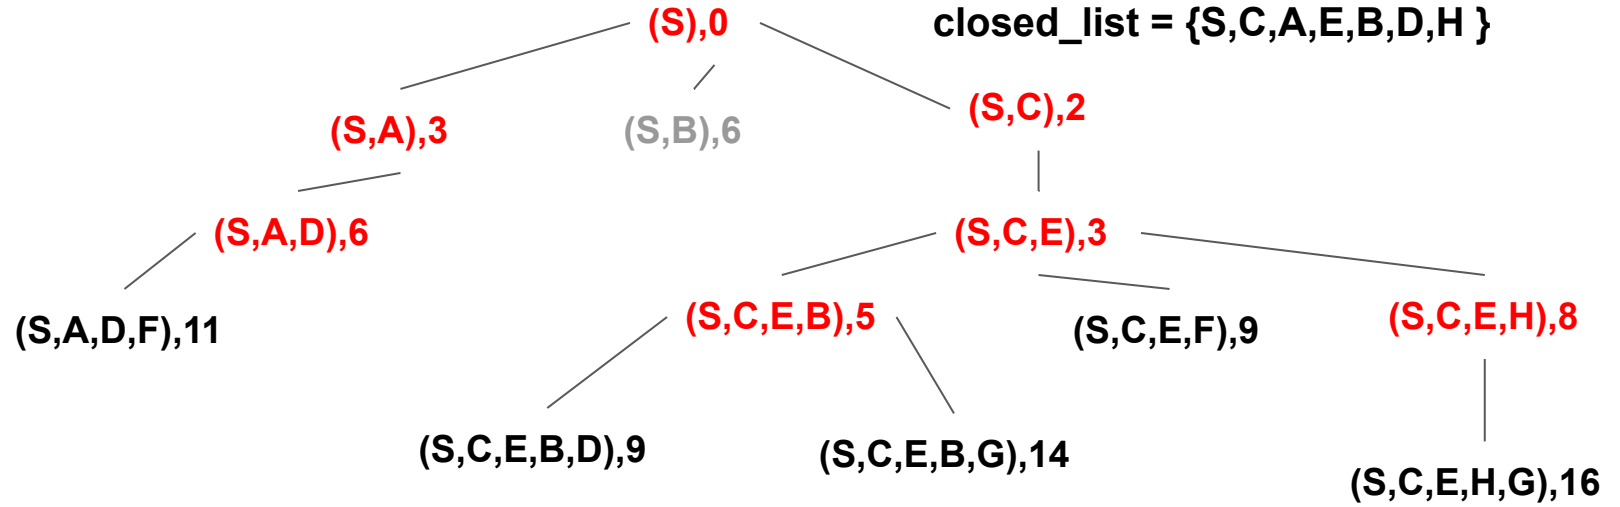 (S),0
closed_list = {S,C,A,E,B,D,H }
(S,A),3
(S,B),6
(S,C),2
(S,A,D),6
(S,C,E),3
(S,A,D,F),11
(S,C,E,B),5
(S,C,E,F),9
(S,C,E,H),8
(S,C,E,B,D),9
(S,C,E,B,G),14
(S,C,E,H,G),16